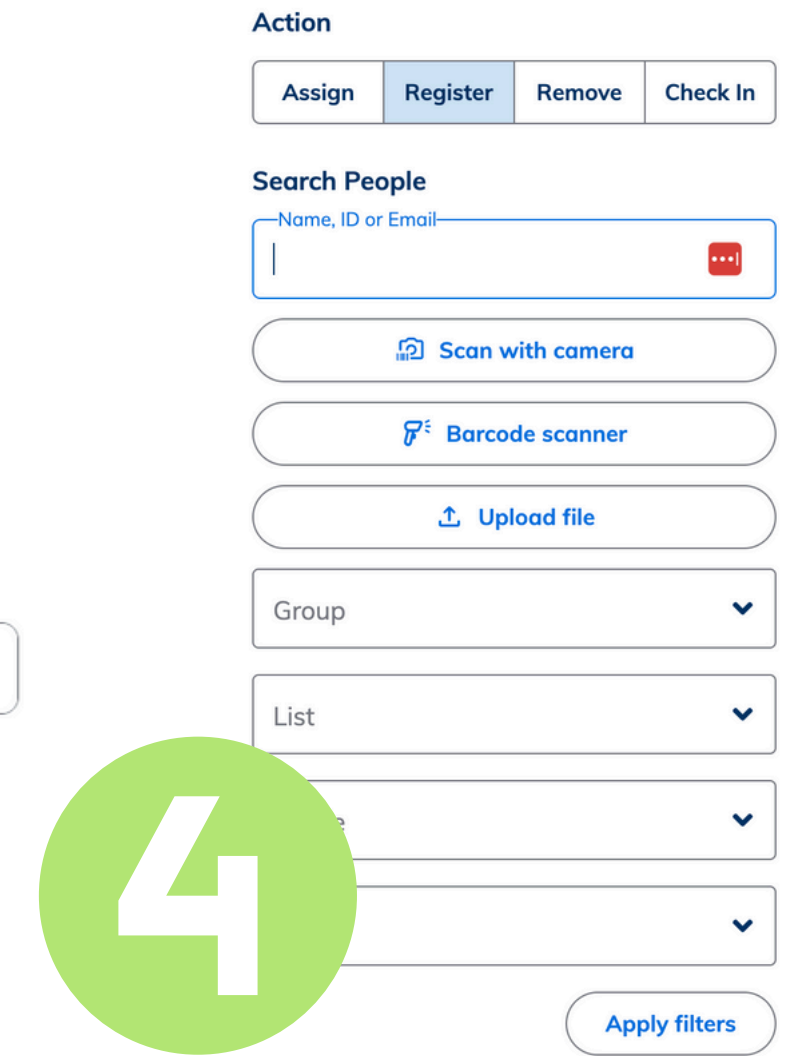 Action
Assign Register Remove Check In
Search People
Name, ID or Email
Scan with camera
Barcode scanner
Upload file
Group
List
4
Apply filters